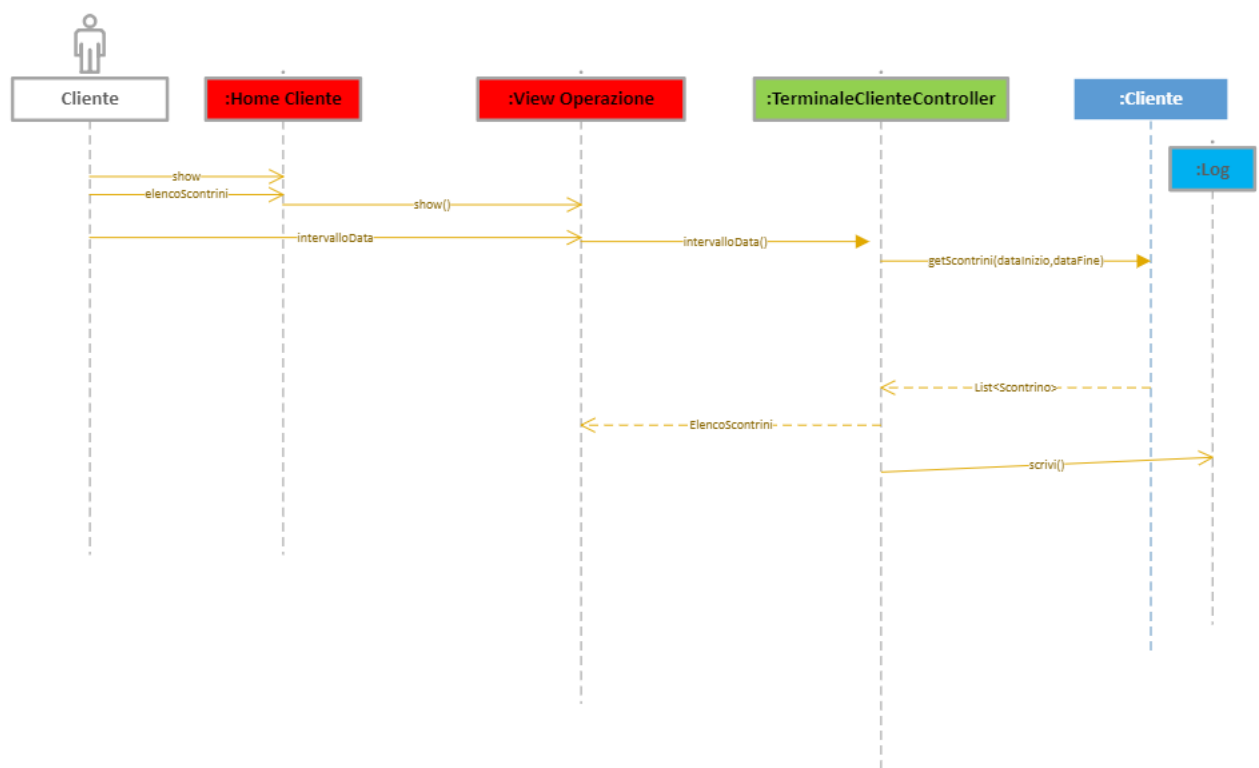 Cliente
:Home Cliente
:View Operazione
:TerminaleClienteController
:Cliente
:Log
show
elencoScontrini
show()
intervalloData
intervalloData()
getScontrini(dataInizio,dataFine)
List<Scontrino>
ElencoScontrini
scrivi()